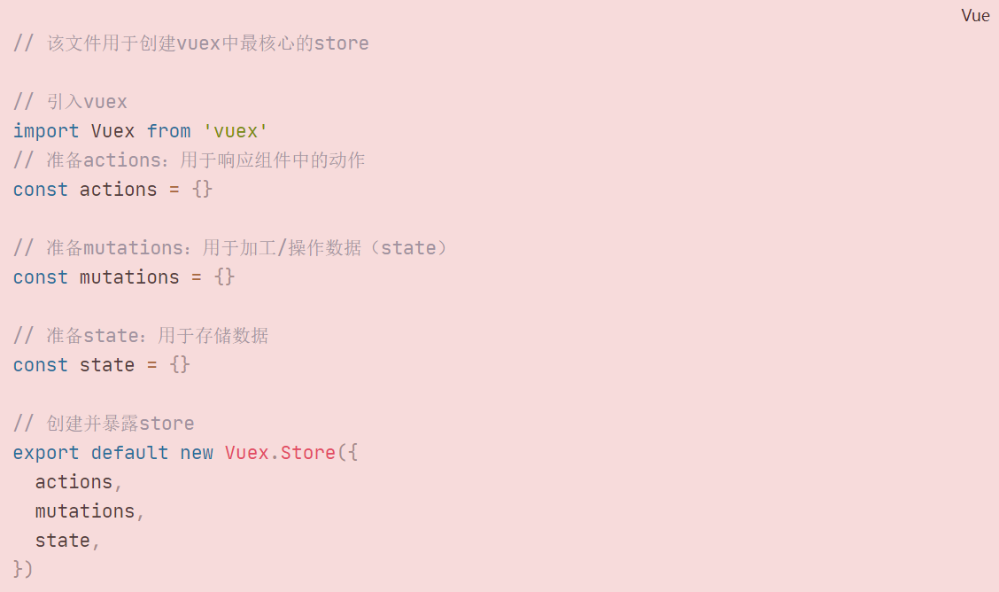 Vue
// 该文件用于创建vuex中最核心的store
// 引入vuex
import Vuex from 'vuex'
// 准备actions：用于响应组件中的动作
const actions = {}
// 准备mutations：用于加工/操作数据（state）
const mutations = {}
// 准备state：用于存储数据
const state = {}
// 创建并暴露store
export default new Vuex.Store({
  actions,
  mutations,
  state,
})